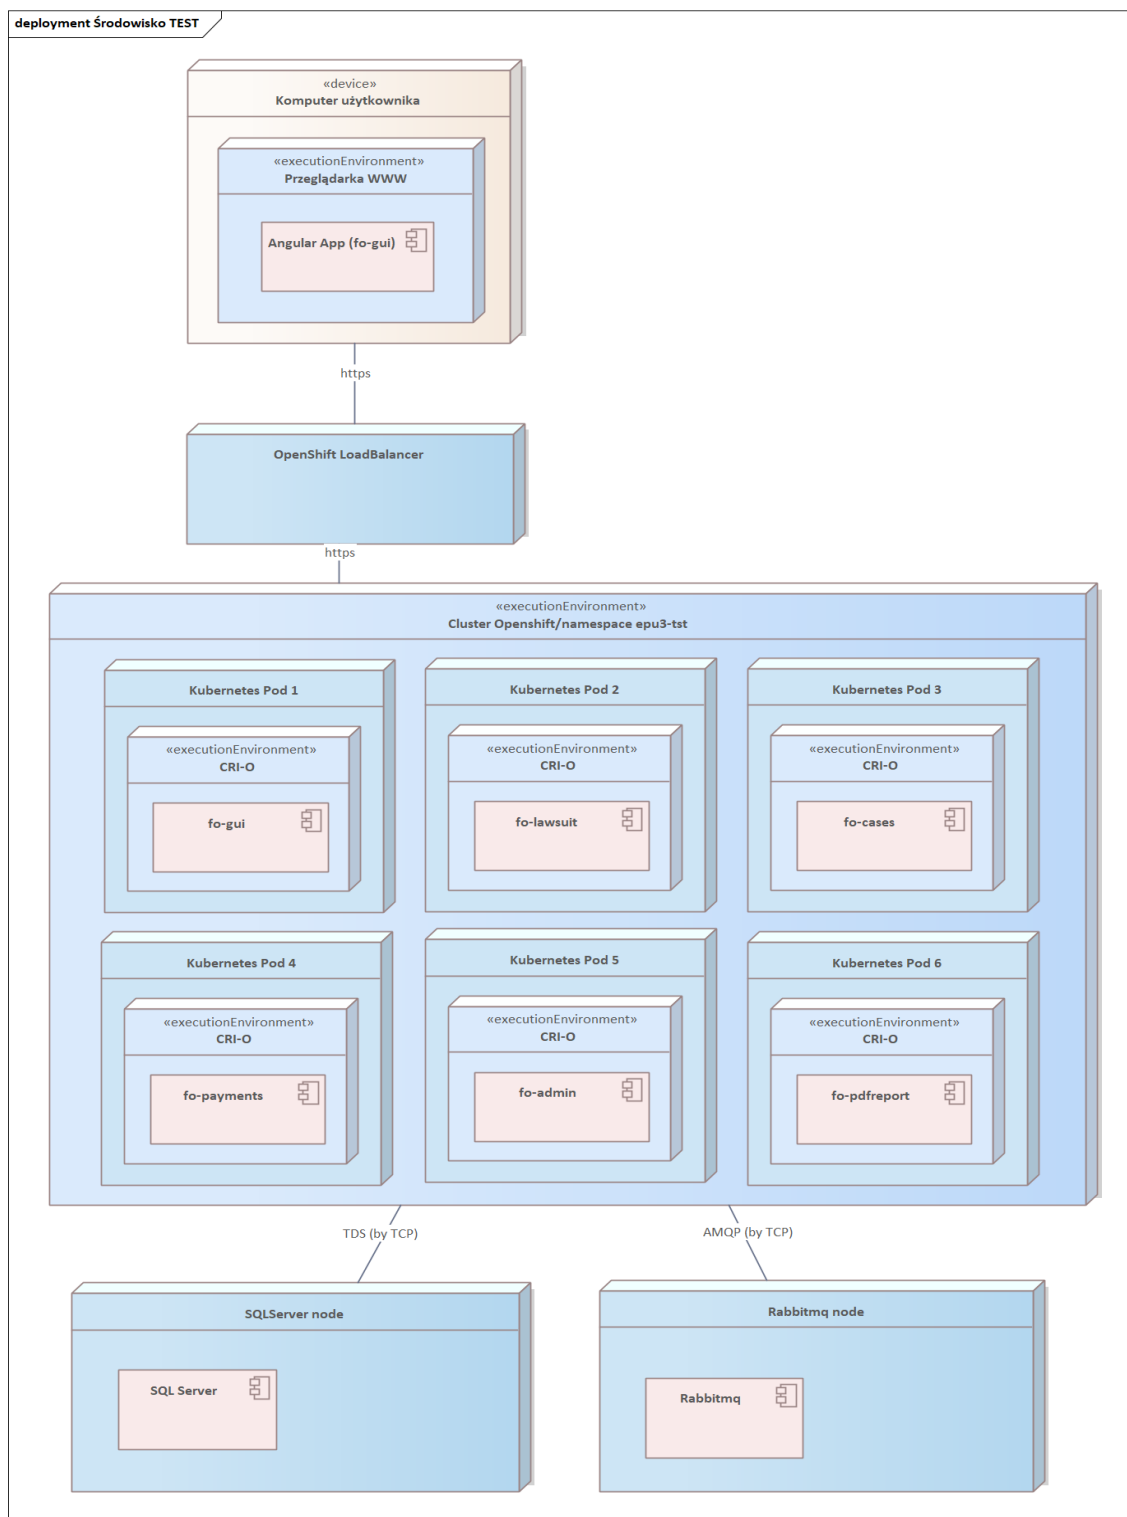 deployment Środowisko TEST
«device»
Komputer użytkownika
«executionEnvironment»
Przeglądarka WWW
Angular App (fo-gui)
https
OpenShift LoadBalancer
https
«executionEnvironment»
Cluster Openshift/namespace epu3-tst
Kubernetes Pod 1
«executionEnvironment»
CRI-O
fo-gui
Kubernetes Pod 2
«executionEnvironment»
CRI-O
fo-lawsuit
Kubernetes Pod 3
«executionEnvironment»
CRI-O
fo-cases
Kubernetes Pod 4
«executionEnvironment»
CRI-O
fo-payments
Kubernetes Pod 5
«executionEnvironment»
CRI-O
fo-admin
Kubernetes Pod 6
«executionEnvironment»
CRI-O
fo-pdfreport
TDS (by TCP)
AMQP (by TCP)
SQLServer node
SQL Server
Rabbitmq node
Rabbitmq